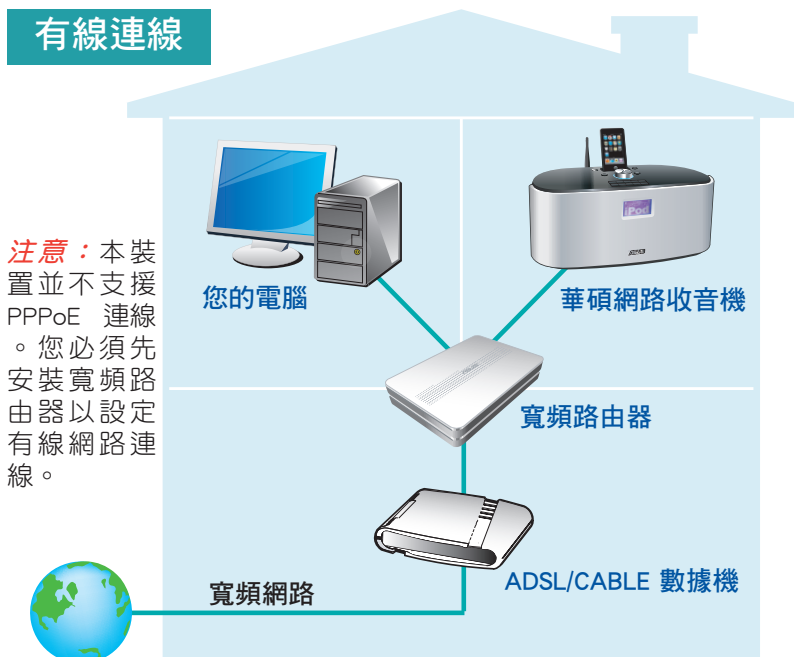 有線連線
iPod
注意：本裝
置並不支援
PPPoE 連線
。您必須先
安裝寬頻路
由器以設定
有線網路連
線。
您的電腦
華碩網路收音機
寬頻路由器
ADSL/CABLE 數據機
寬頻網路